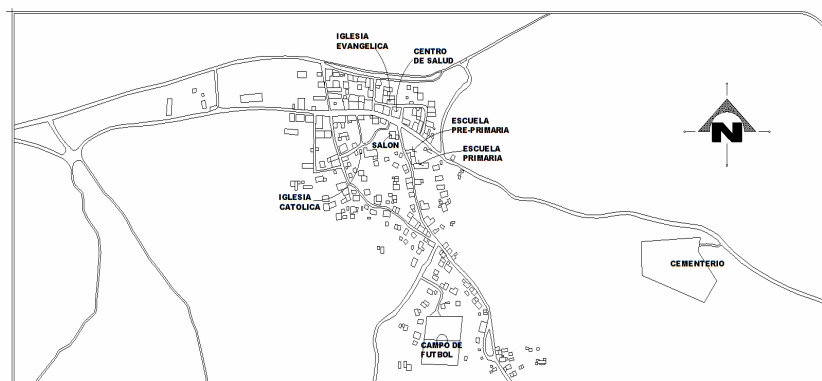 IGLESIA
EVANGELICA
CENTRO
DE SALUD
ESCUELA
PRE-PRIMARIA
SALON
ESCUELA
PRIMARIA
N
IGLESIA
CATOLICA
CEMENTERIO
CAMPO DE
FUTBOL